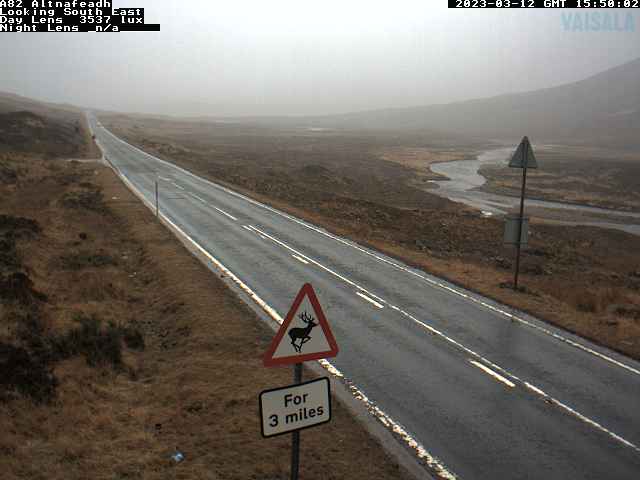 A82 Altnafeadh
Looking South East
Day Lens 3537 lux
Night Lens n/a
2023-03-12 GMT 15:50:02
VAISALA
For
3 miles